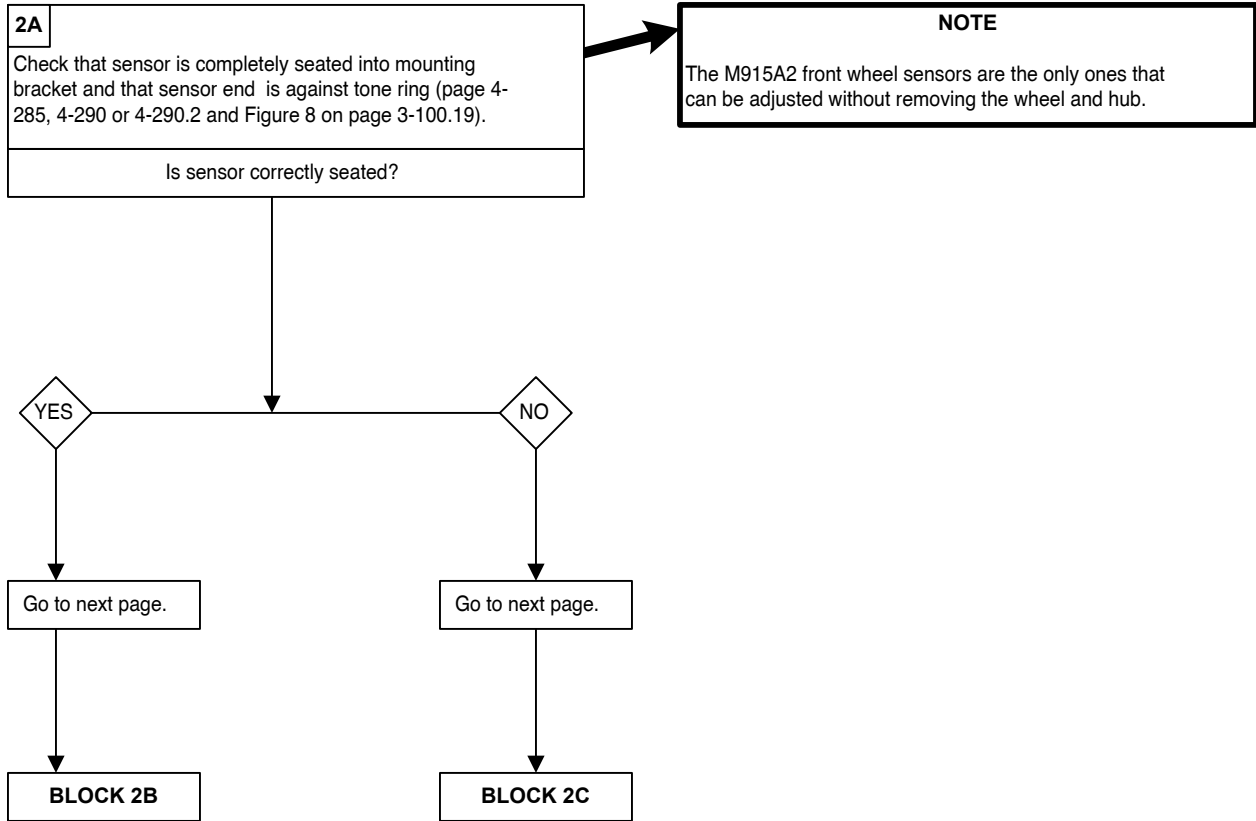 2A
Check that sensor is completely seated into mounting
bracket and that sensor end is against tone ring (page 4-
285, 4-290 or 4-290.2 and Figure 8 on page 3-100.19).
Is sensor correctly seated?
NOTE
The M915A2 front wheel sensors are the only ones that
can be adjusted without removing the wheel and hub.
YES
NO
Go to next page.
Go to next page.
BLOCK 2B
BLOCK 2C